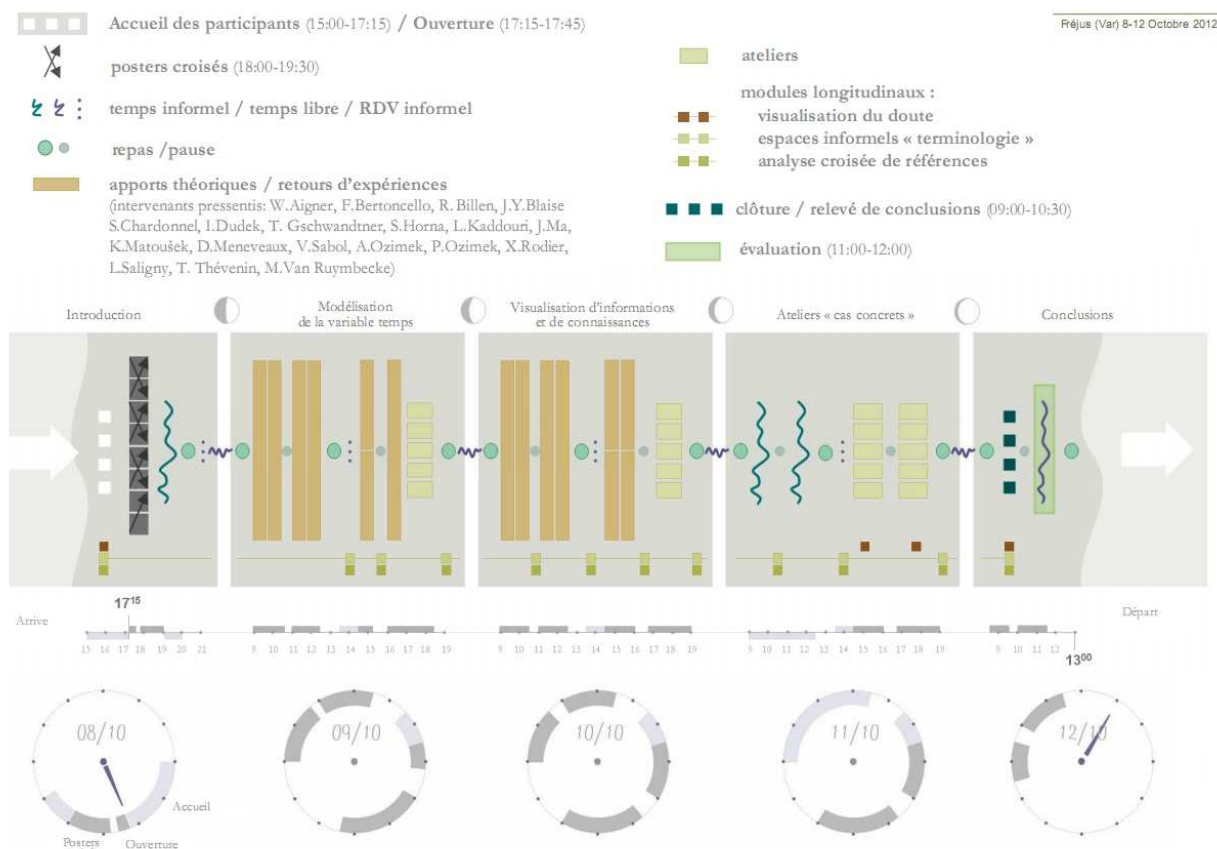 Accueil des participants (15:00-17:15) / Ouverture (17:15-17:45)
Fréjus (Var) 8-12 Octobre 2012
posters croisés (18:00-19:30)
temps informel / temps libre / RDV informel
repas /pause
apports théoriques / retours d'expériences
(intervenants pressentis: W.Aigner, F.Bertoncello, R. Billen, J.Y.Blaise
S.Chardonnel, I.Dudek, T. Gschwandtner, S.Horna, L.Kaddouri, J.Ma,
K.Matoušek, D.Meneveaux, V.Sabol, A.Ozimek, P.Ozimek, X.Rodier,
L.Saligny, T. Thévenin, M.Van Ruymbecke)
ateliers
modules longitudinaux :
visualisation du doute
espaces informels « terminologie »
analyse croisée de références
clôture / relevé de conclusions (09:00-10:30)
évaluation (11:00-12:00)
Introduction
Modélisation
de la variable temps
Visualisation d'informations
et de connaissances
Ateliers « cas concrets »
Conclusions
Arrive
17 15
Départ
15 16 17 18 19 20 21
9 10 11 12 13 14 15 16 17 18 19
9 10 11 12 13 14 15 16 17 18 19
9 10 11 12 13 14 15 16 17 18 19
9 10 11 12
13 00
08/10
09/10
10/10
11/10
12/10
Accueil
Posters
Ouverture